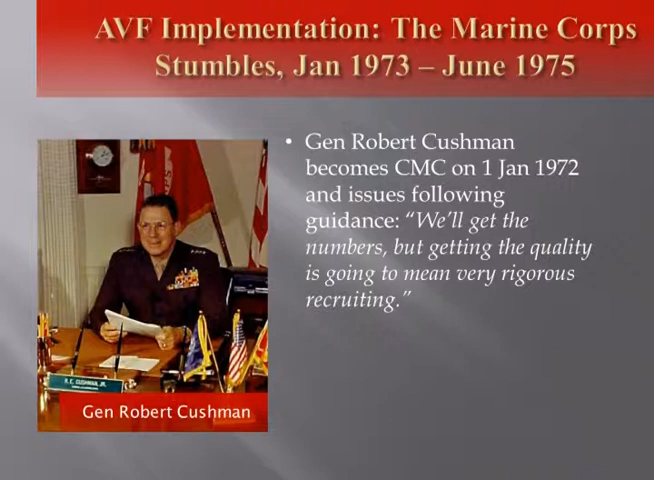 AVF Implementation: The Marine Corps
Stumbles, Jan 1973 – June 1975
• Gen Robert Cushman
becomes CMC on 1 Jan 1972
and issues following
guidance: “We’ll get the
numbers, but getting the quality
is going to mean very rigorous
recruiting.”
R.E. CUSHMAN, JR.
Gen Robert Cushman